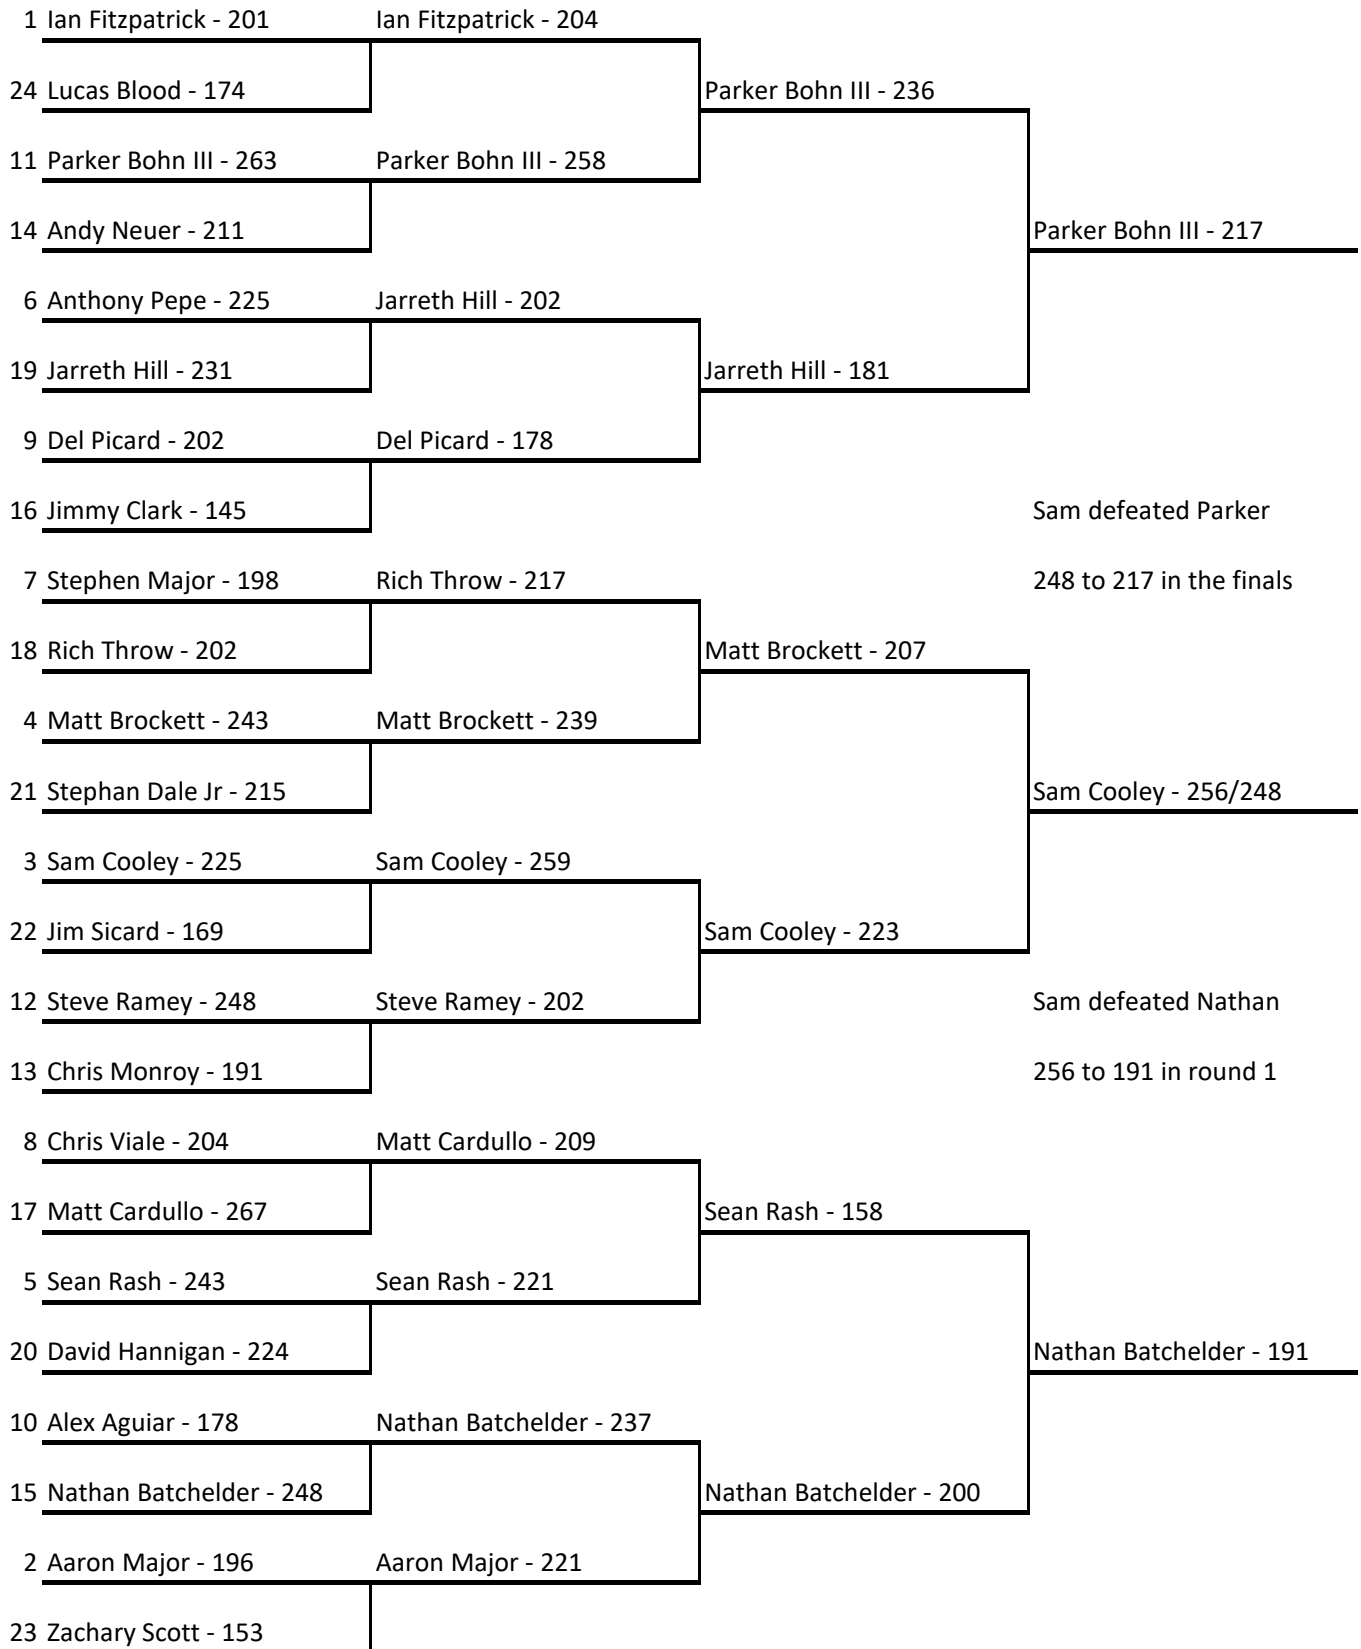 1 Ian Fitzpatrick - 201 Ian Fitzpatrick - 204
24 Lucas Blood - 174 Parker Bohn III - 236
11 Parker Bohn III - 263 Parker Bohn III - 258
14 Andy Neuer - 211 Parker Bohn III - 217
6 Anthony Pepe - 225 Jarreth Hill - 202
19 Jarreth Hill - 231 Jarreth Hill - 181
9 Del Picard - 202 Del Picard - 178
16 Jimmy Clark - 145 Sam defeated Parker
7 Stephen Major - 198 Rich Throw - 217 248 to 217 in the finals
18 Rich Throw - 202 Matt Brockett - 207
4 Matt Brockett - 243 Matt Brockett - 239
21 Stephan Dale Jr - 215 Sam Cooley - 256/248
3 Sam Cooley - 225 Sam Cooley - 259
22 Jim Sicard - 169 Sam Cooley - 223
12 Steve Ramey - 248 Steve Ramey - 202 Sam defeated Nathan
13 Chris Monroy - 191 256 to 191 in round 1
8 Chris Viale - 204 Matt Cardullo - 209
17 Matt Cardullo - 267 Sean Rash - 158
5 Sean Rash - 243 Sean Rash - 221
20 David Hannigan - 224 Nathan Batchelder - 191
10 Alex Aguiar - 178 Nathan Batchelder - 237
15 Nathan Batchelder - 248 Nathan Batchelder - 200
2 Aaron Major - 196 Aaron Major - 221
23 Zachary Scott - 153